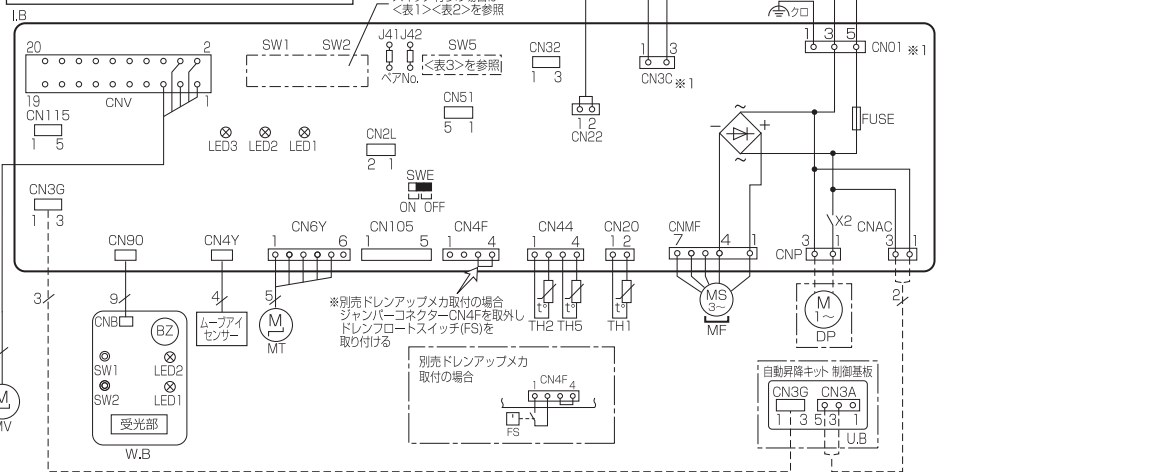 <表1><表2>を参照
I.B
クロ
20 2
19 1
CNV
SW1 SW2
J41 J42
ペアNo.
SW5
<表3>を参照
CN32
1 3
1 3
CN3C ※1
1 3 5
CNO1 ※1
CN115
1 5
LED3 LED2 LED1
CN51
5 1
CN2L
2 1
1 2
CN22
FUSE
～
－ ＋
～
SWE
ON OFF
CN3G
1 3
CN90
CN4Y
CN6Y
1 6
CN105
1 5
CN4F
1 4
CN44
1 4
CN20
1 2
CNMF
7 4 1
X2
CNP
3 1
CNAC
3 1
3
9
4
5
2
※別売ドレンアップメカ取付の場合
ジャンパーコネクターCN4Fを取外し
ドレンフロートスイッチ(FS)を
取り付ける
CNB
BZ
SW1 LED2
SW2 LED1
受光部
W.B
ムーブアイ
センサー
M
MT
t° t° t°
TH2 TH5 TH1
MS
3～
MF
M
1～
DP
M
MV
別売ドレンアップメカ
取付の場合
CN4F
1 4
FS
自動昇降キット 制御基板
CN3G CN3A
1 3 5 3 1
U.B